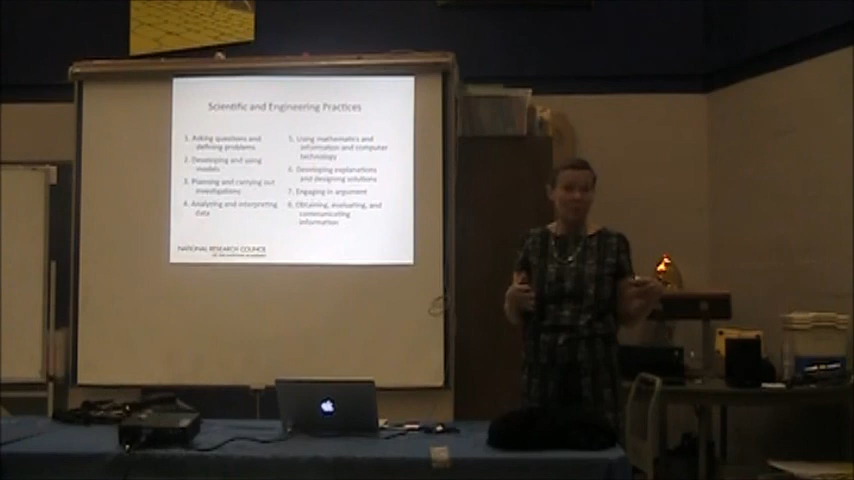 Scientific and Engineering Practices
1. Asking questions and
defining problems
2. Developing and using
models
3. Planning and carrying out
investigations
4. Analyzing and interpreting
data
5. Using mathematics and
information and computer
technology
6. Developing explanations
and designing solutions
7. Engaging in argument
8. Obtaining, evaluating, and
communicating
information
NATIONAL RESEARCH COUNCIL